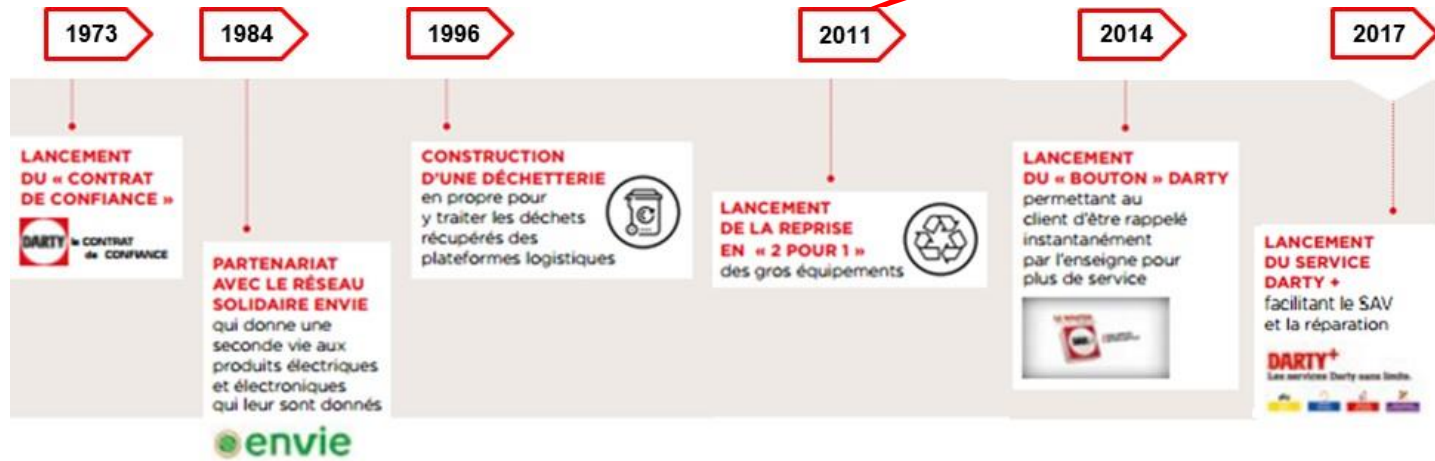 1973
1984
1996
2011
2014
2017
LANCEMENT
DU « CONTRAT
DE CONFIANCE »
DARTY le CONTRAT
de CONFIANCE
PARTENARIAT
AVEC LE RÉSEAU
SOLIDAIRE ENVIE
qui donne une
seconde vie aux
produits électriques
et électroniques
qui leur sont donnés
envie
CONSTRUCTION
D'UNE DÉCHETTERIE
en propre pour
y traiter les déchets
récupérés des
plateformes logistiques
LANCEMENT
DE LA REPRISE
EN « 2 POUR 1 »
des gros équipements
LANCEMENT
DU « BOUTON » DARTY
permettant au
client d'être rappelé
instantanément
par l'enseigne pour
plus de service
LE BOUTON
LANCEMENT
DU SERVICE
DARTY +
facilitant le SAV
et la réparation
DARTY+
Les services Darty sans limite.